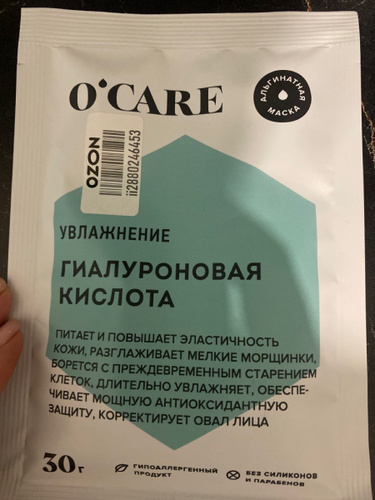 O'CARE
АЛЬГИНАТНАЯ
МАСКА
OZON
ii2880246453
УВЛАЖНЕНИЕ
ГИАЛУРОНОВАЯ
КИСЛОТА
ПИТАЕТ И ПОВЫШАЕТ ЭЛАСТИЧНОСТЬ
КОЖИ, РАЗГЛАЖИВАЕТ МЕЛКИЕ МОРЩИНКИ,
БОРЕТСЯ С ПРЕЖДЕВРЕМЕННЫМ СТАРЕНИЕМ
КЛЕТОК, ДЛИТЕЛЬНО УВЛАЖНЯЕТ, ОБЕСПЕ-
ЧИВАЕТ МОЩНУЮ АНТИОКСИДАНТНУЮ
ЗАЩИТУ, КОРРЕКТИРУЕТ ОВАЛ ЛИЦА
30 г
ГИПОАЛЛЕРГЕННЫЙ
ПРОДУКТ
БЕЗ СИЛИКОНОВ
И ПАРАБЕНОВ